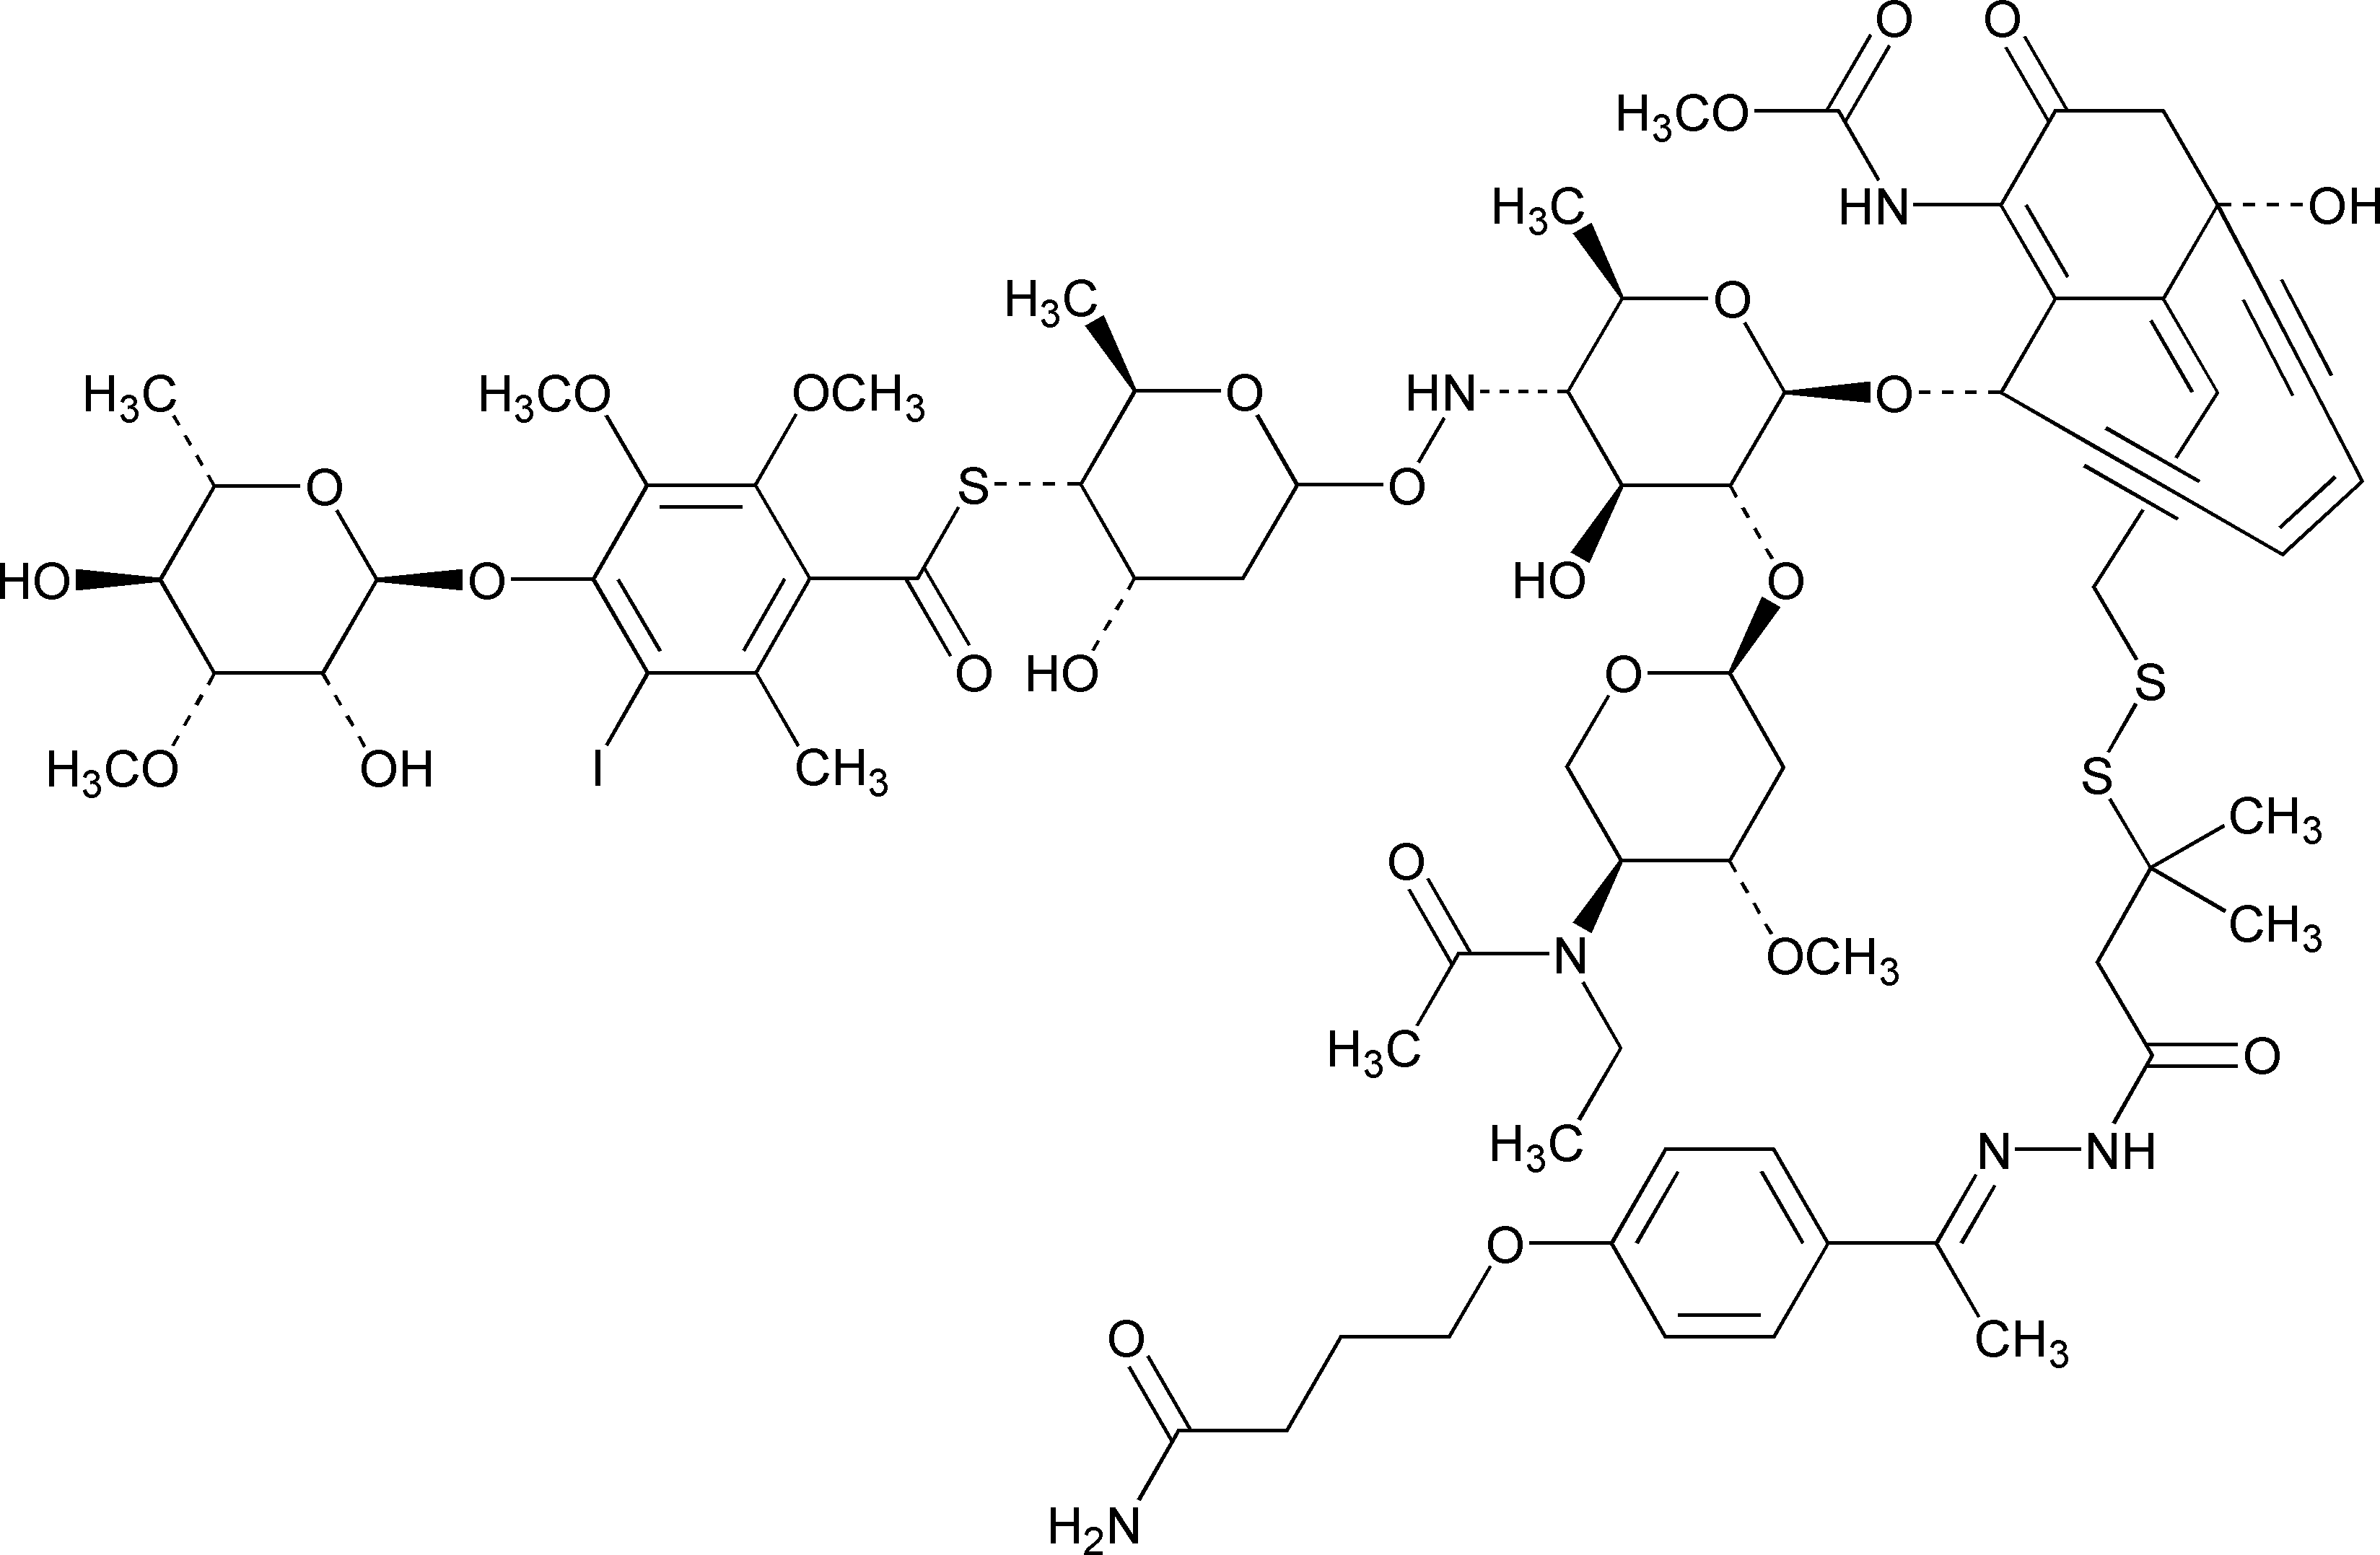 O O
H3CO
HN OH
H3C
O
H3C
HN O
H3C H3CO OCH3 O
O S O
HO O HO O
O HO O S
H3CO OH I CH3 S
CH3
O
CH3
N OCH3
H3C O
H3C N NH
O
O CH3
H2N